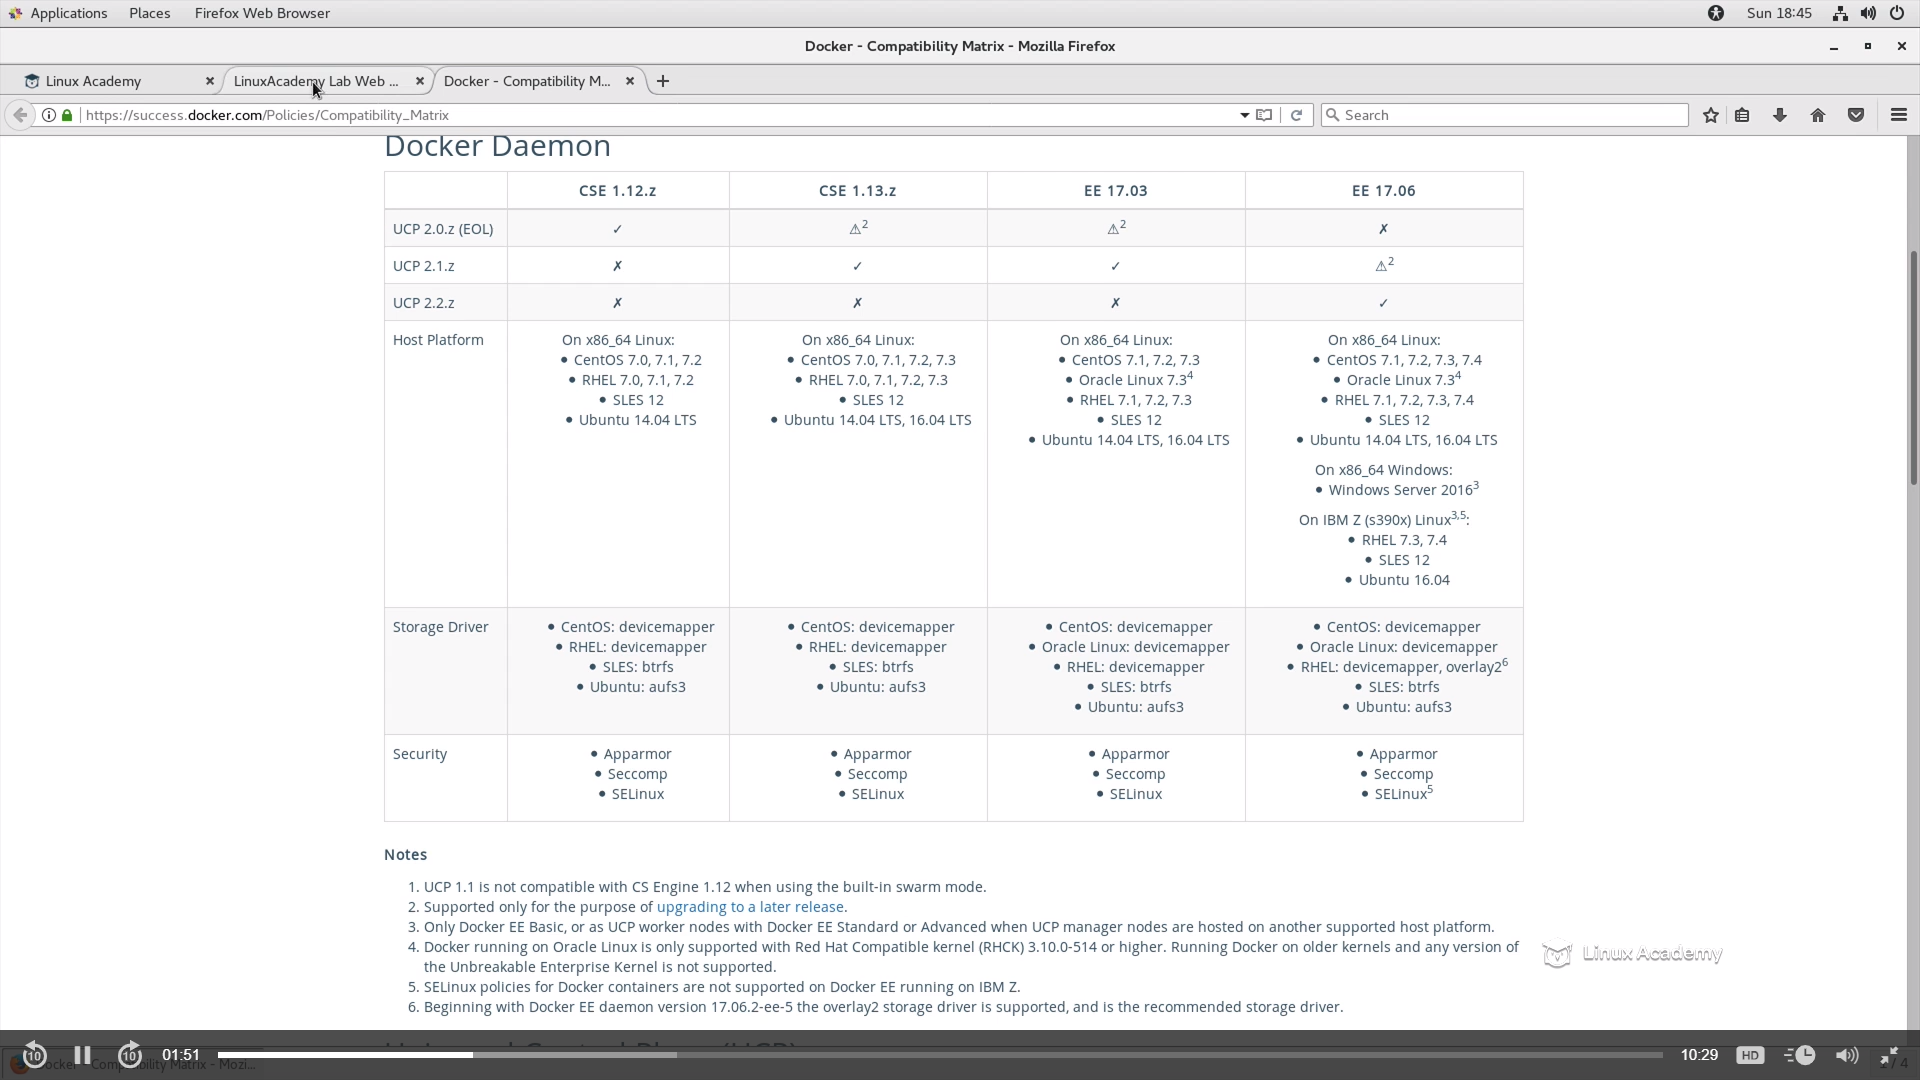 Applications Places Firefox Web Browser Sun 18:45
Docker - Compatibility Matrix - Mozilla Firefox
Linux Academy LinuxAcademy Lab Web ... Docker - Compatibility M...
https://success.docker.com/Policies/Compatibility_Matrix Search
Docker Daemon
CSE 1.12.z CSE 1.13.z EE 17.03 EE 17.06
UCP 2.0.z (EOL) ✓ ⚠2 ⚠2 ✗
UCP 2.1.z ✗ ✓ ✓ ⚠2
UCP 2.2.z ✗ ✗ ✗ ✓
Host Platform On x86_64 Linux: On x86_64 Linux: On x86_64 Linux: On x86_64 Linux:
• CentOS 7.0, 7.1, 7.2 • CentOS 7.0, 7.1, 7.2, 7.3 • CentOS 7.1, 7.2, 7.3 • CentOS 7.1, 7.2, 7.3, 7.4
• RHEL 7.0, 7.1, 7.2 • RHEL 7.0, 7.1, 7.2, 7.3 • Oracle Linux 7.34 • Oracle Linux 7.34
• SLES 12 • SLES 12 • RHEL 7.1, 7.2, 7.3 • RHEL 7.1, 7.2, 7.3, 7.4
• Ubuntu 14.04 LTS • Ubuntu 14.04 LTS, 16.04 LTS • SLES 12 • SLES 12
• Ubuntu 14.04 LTS, 16.04 LTS • Ubuntu 14.04 LTS, 16.04 LTS
On x86_64 Windows:
• Windows Server 20163
On IBM Z (s390x) Linux3,5:
• RHEL 7.3, 7.4
• SLES 12
• Ubuntu 16.04
Storage Driver • CentOS: devicemapper • CentOS: devicemapper • CentOS: devicemapper • CentOS: devicemapper
• RHEL: devicemapper • RHEL: devicemapper • Oracle Linux: devicemapper • Oracle Linux: devicemapper
• SLES: btrfs • SLES: btrfs • RHEL: devicemapper • RHEL: devicemapper, overlay26
• Ubuntu: aufs3 • Ubuntu: aufs3 • SLES: btrfs • SLES: btrfs
• Ubuntu: aufs3 • Ubuntu: aufs3
Security • Apparmor • Apparmor • Apparmor • Apparmor
• Seccomp • Seccomp • Seccomp • Seccomp
• SELinux • SELinux • SELinux • SELinux5
Notes
1. UCP 1.1 is not compatible with CS Engine 1.12 when using the built-in swarm mode.
2. Supported only for the purpose of upgrading to a later release.
3. Only Docker EE Basic, or as UCP worker nodes with Docker EE Standard or Advanced when UCP manager nodes are hosted on another supported host platform.
4. Docker running on Oracle Linux is only supported with Red Hat Compatible kernel (RHCK) 3.10.0-514 or higher. Running Docker on older kernels and any version of
the Unbreakable Enterprise Kernel is not supported.
Linux Academy
5. SELinux policies for Docker containers are not supported on Docker EE running on IBM Z.
6. Beginning with Docker EE daemon version 17.06.2-ee-5 the overlay2 storage driver is supported, and is the recommended storage driver.
10 10 01:51 10:29 HD
Docker - Compatibility Matrix - Mozi... / 4